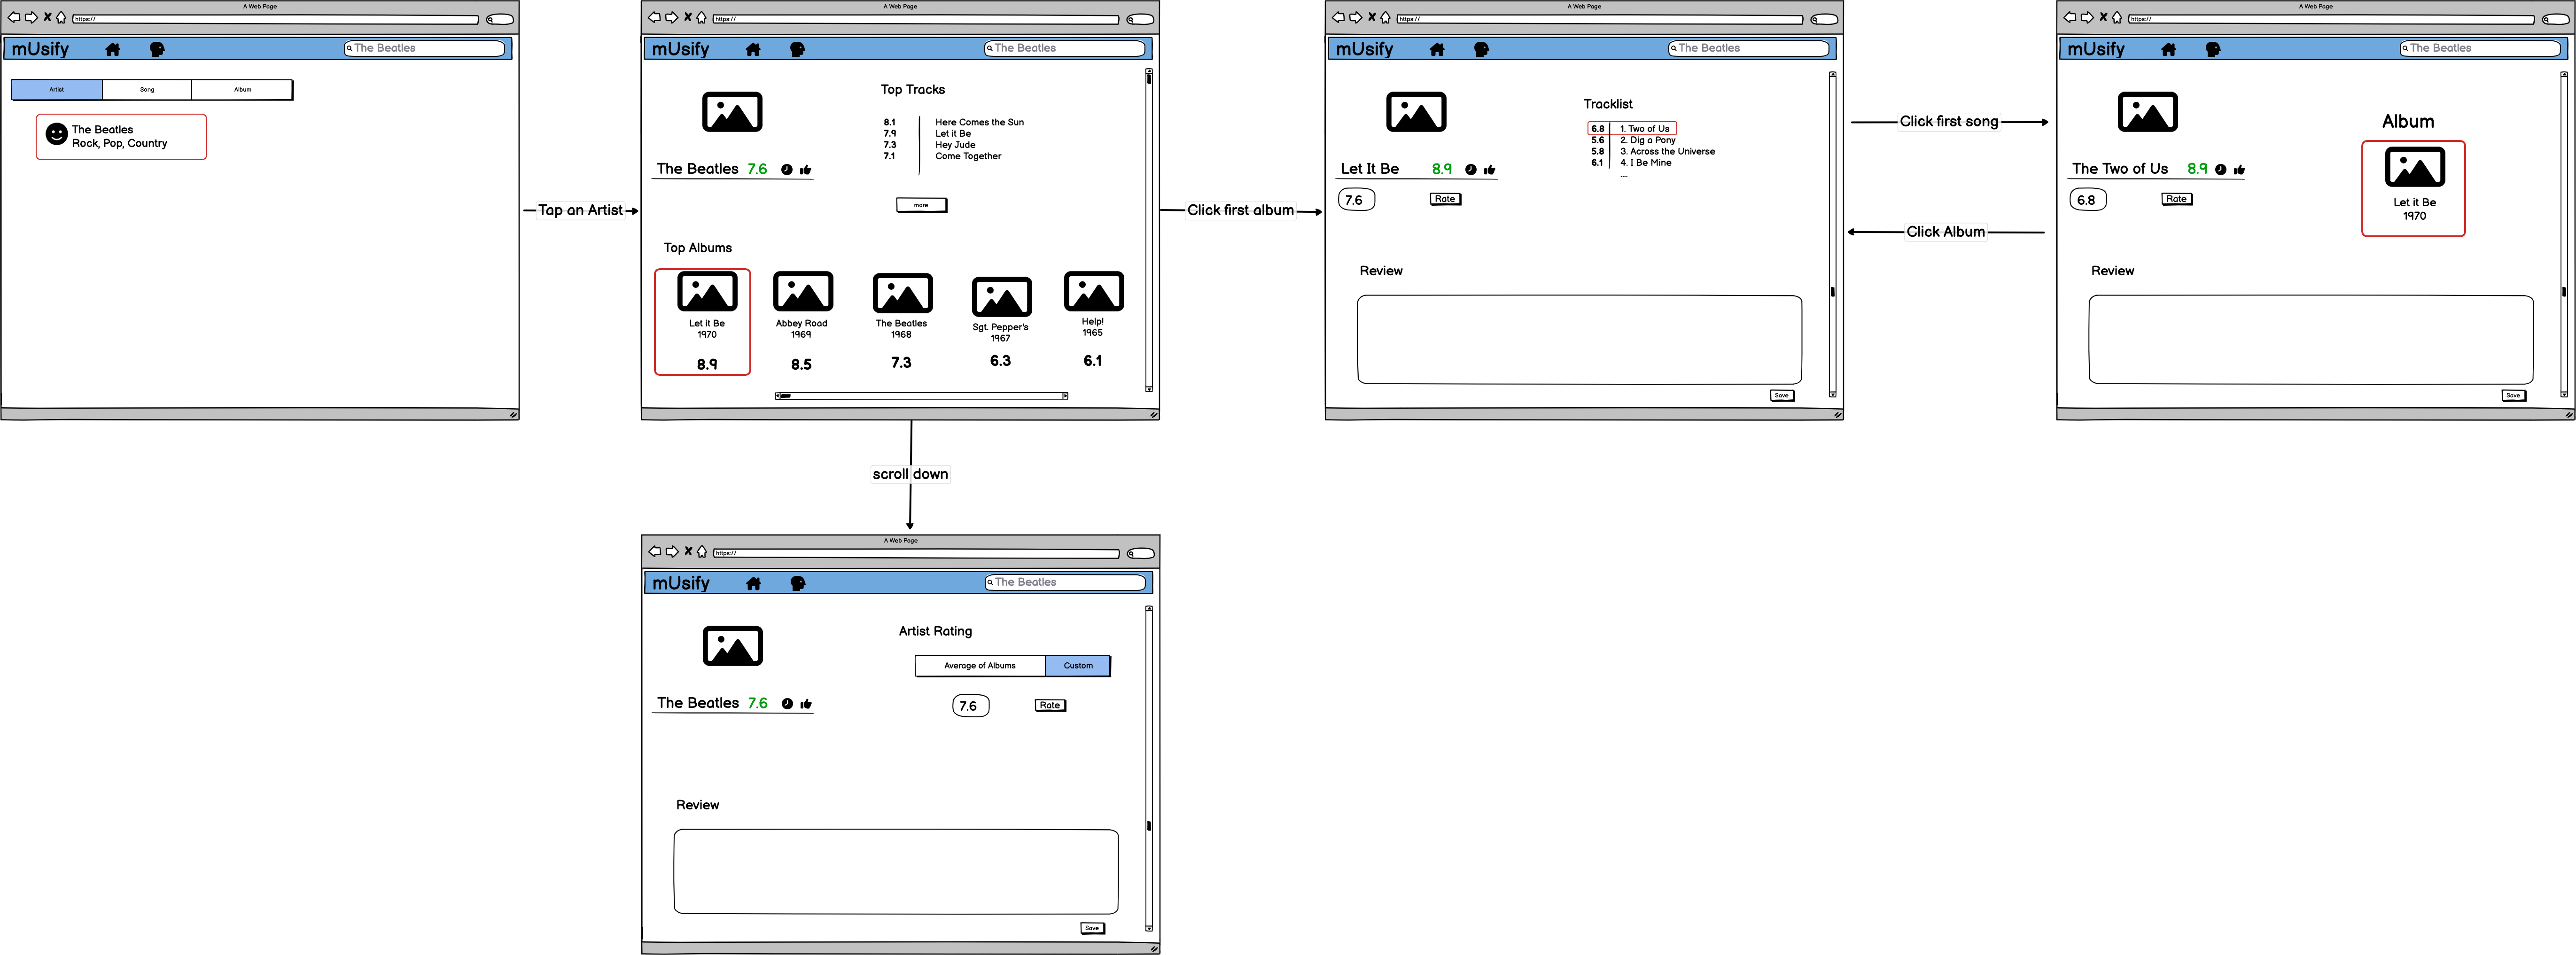 A Web Page
https://
mUsify
The Beatles
Artist
Song
Album
The Beatles
Rock, Pop, Country
Tap an Artist
A Web Page
https://
mUsify
The Beatles
Top Tracks
8.1 Here Comes the Sun
7.9 Let it Be
7.3 Hey Jude
7.1 Come Together
The Beatles 7.6
more
Top Albums
Let it Be
1970
8.9
Abbey Road
1969
8.5
The Beatles
1968
7.3
Sgt. Pepper's
1967
6.3
Help!
1965
6.1
Click first album
A Web Page
https://
mUsify
The Beatles
Tracklist
6.8 1. Two of Us
5.6 2. Dig a Pony
5.8 3. Across the Universe
6.1 4. I Be Mine
....
Let It Be 8.9
7.6
Rate
Review
Save
Click first song
Click Album
A Web Page
https://
mUsify
The Beatles
Album
Let it Be
1970
The Two of Us 8.9
6.8
Rate
Review
Save
scroll down
A Web Page
https://
mUsify
The Beatles
Artist Rating
Average of Albums
Custom
The Beatles 7.6
7.6
Rate
Review
Save